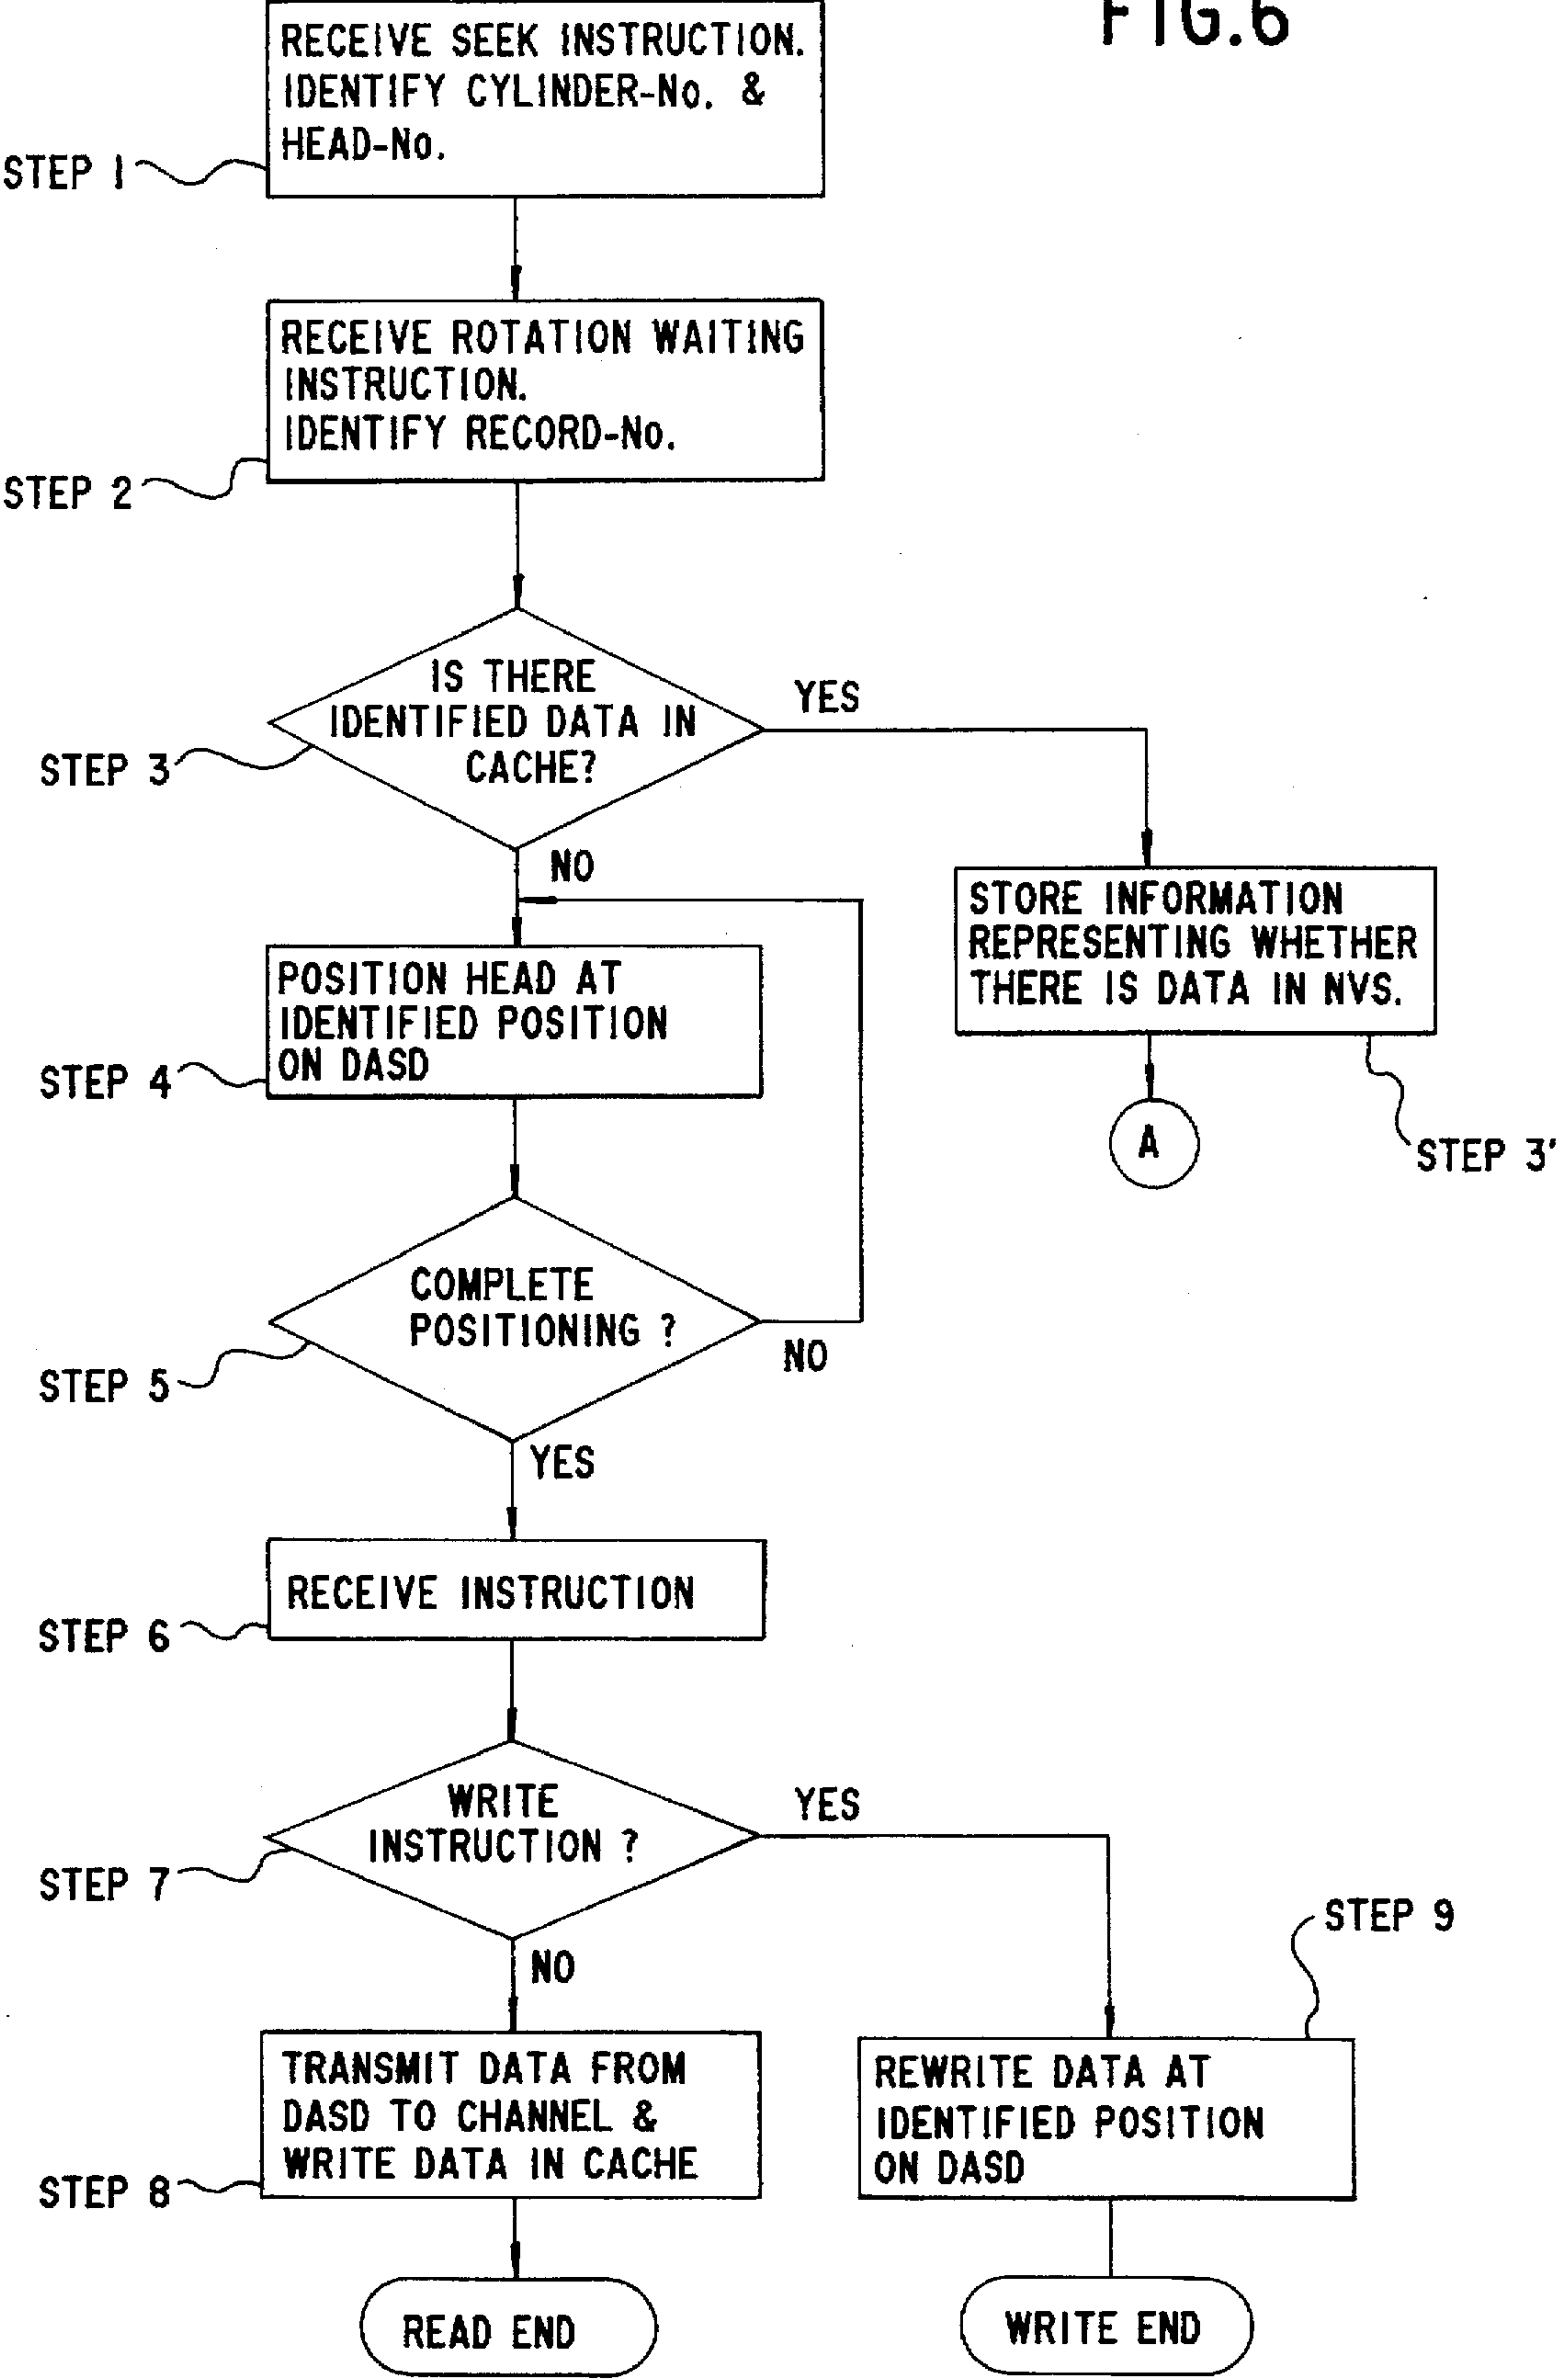 FIG.6
RECEIVE SEEK INSTRUCTION.
IDENTIFY CYLINDER-No. &
HEAD-No.
STEP 1
RECEIVE ROTATION WAITING
INSTRUCTION.
IDENTIFY RECORD-No.
STEP 2
IS THERE
IDENTIFIED DATA IN
CACHE?
YES
STEP 3
NO
STORE INFORMATION
REPRESENTING WHETHER
THERE IS DATA IN NVS.
STEP 3'
A
POSITION HEAD AT
IDENTIFIED POSITION
ON DASD
STEP 4
COMPLETE
POSITIONING ?
NO
STEP 5
YES
RECEIVE INSTRUCTION
STEP 6
WRITE
INSTRUCTION ?
YES
STEP 7
NO
STEP 9
TRANSMIT DATA FROM
DASD TO CHANNEL &
WRITE DATA IN CACHE
STEP 8
REWRITE DATA AT
IDENTIFIED POSITION
ON DASD
READ END
WRITE END